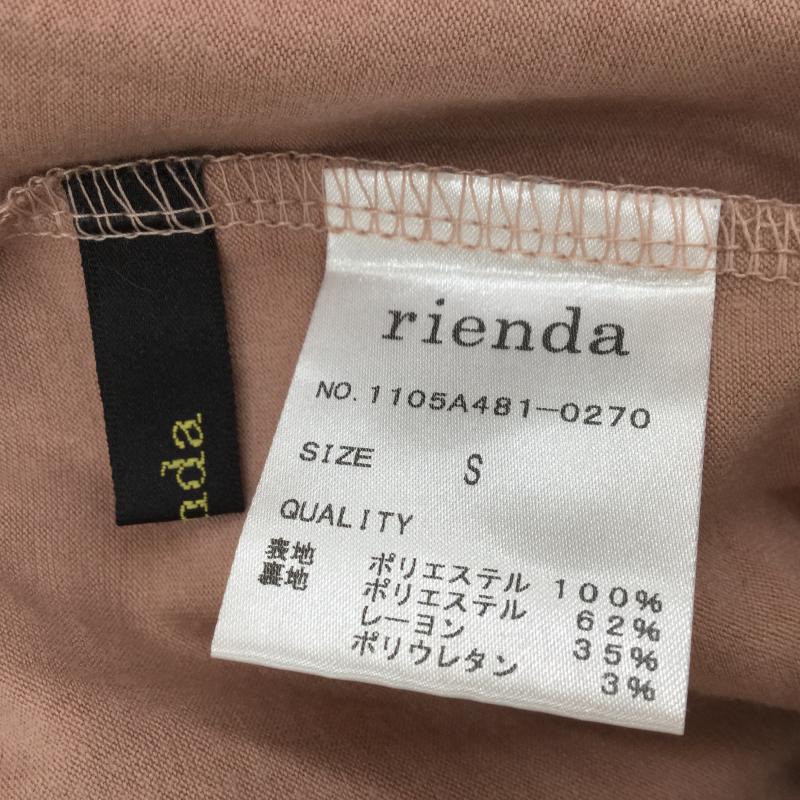 rienda
NO.1105A481-0270
SIZE S
QUALITY
表地 ポリエステル 100%
裏地 ポリエステル 62%
レーヨン 35%
ポリウレタン 3%
nda